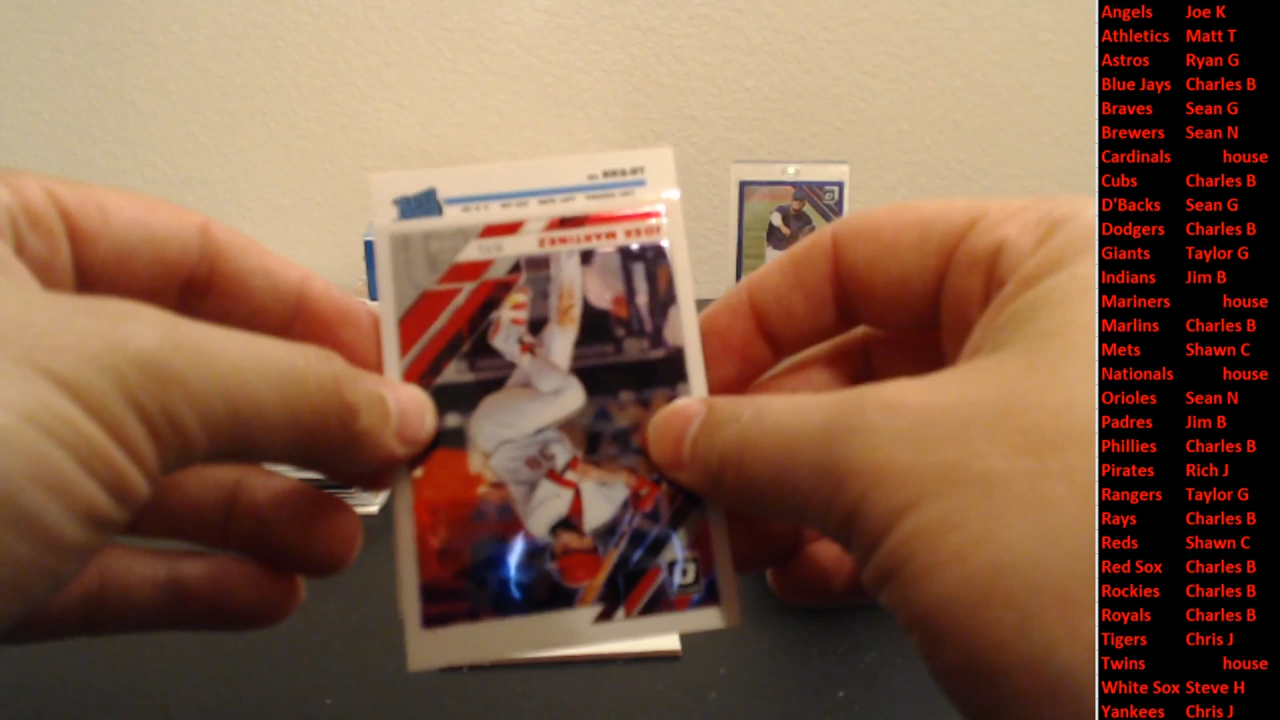 Angels Joe K
Athletics Matt T
Astros Ryan G
Blue Jays Charles B
Braves Sean G
Brewers Sean N
Cardinals house
Cubs Charles B
D'Backs Sean G
Dodgers Charles B
Giants Taylor G
Indians Jim B
Mariners house
Marlins Charles B
Mets Shawn C
Nationals house
Orioles Sean N
Padres Jim B
Phillies Charles B
Pirates Rich J
Rangers Taylor G
Rays Charles B
Reds Shawn C
Red Sox Charles B
Rockies Charles B
Royals Charles B
Tigers Chris J
Twins house
White Sox Steve H
Yankees Chris J
JOSE MARTINEZ
38